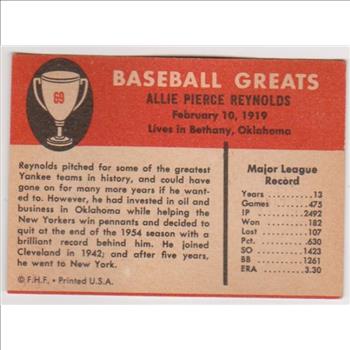 69
BASEBALL GREATS
ALLIE PIERCE REYNOLDS
February 10, 1919
Lives in Bethany, Oklahoma
Reynolds pitched for some of the greatest
Yankee teams in history, and could have
gone on for many more years if he want-
ed to. However, he had invested in oil and
business in Oklahoma while helping the
New Yorkers win pennants and decided to
quit at the end of the 1954 season with a
brilliant record behind him. He joined
Cleveland in 1942; and after five years,
he went to New York.
© F.H.F. • Printed U.S.A.
Major League
Record
Years ........ 13
Games ........ 475
IP ........ 2492
Won ........ 182
Lost ........ 107
Pct. ........ .630
SO ........ 1423
BB ........ 1261
ERA ........ 3.30